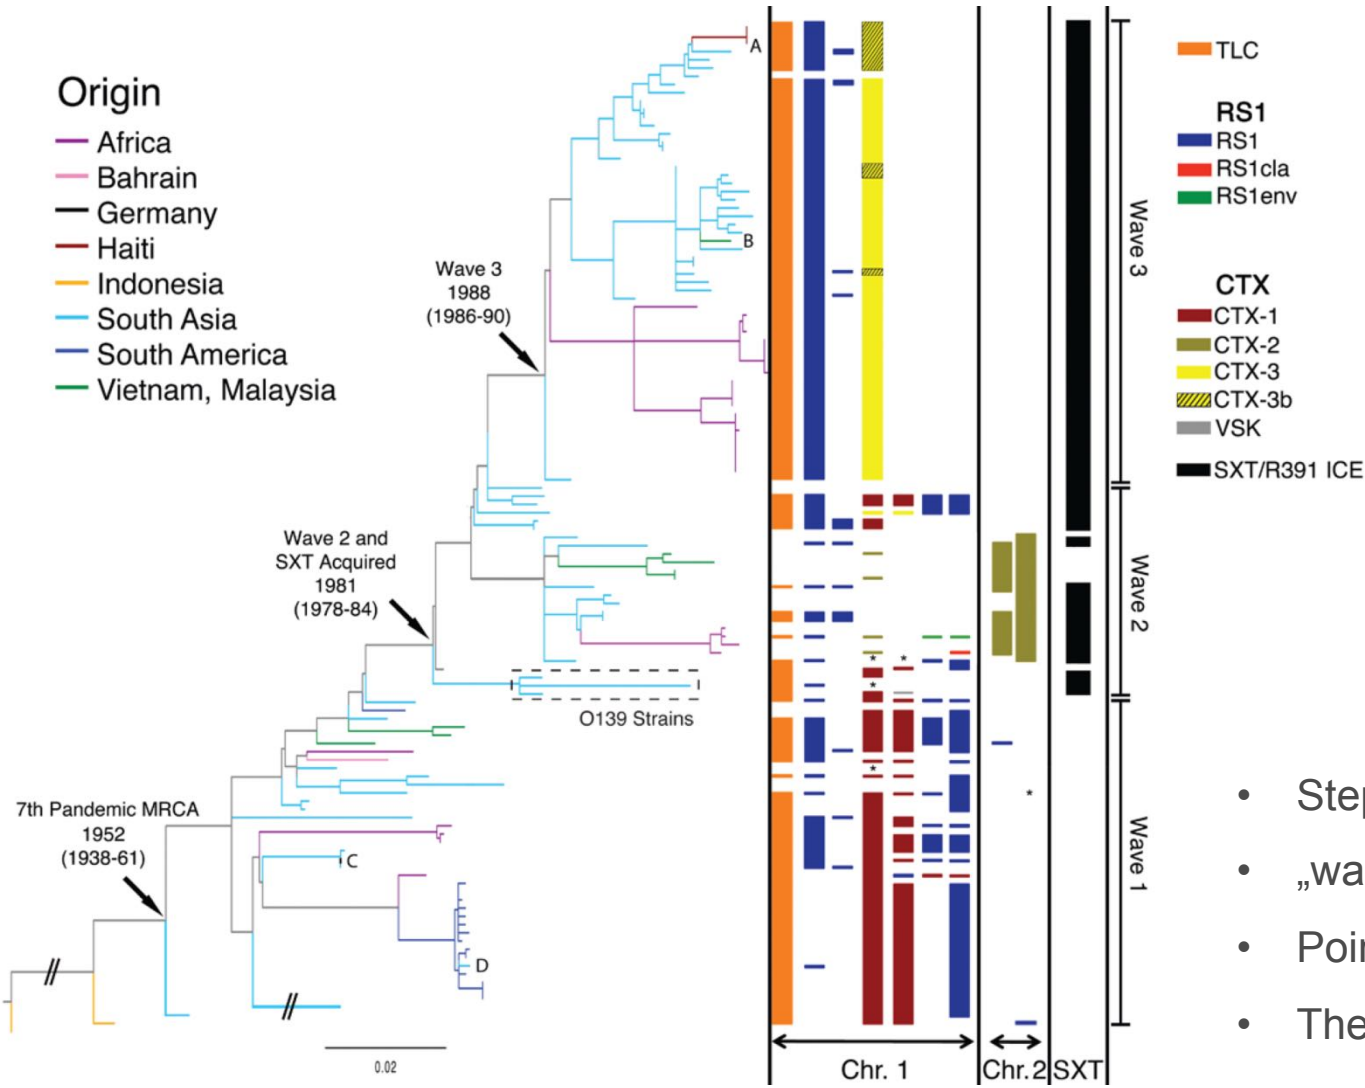 Origin
Africa
Bahrain
Germany
Haiti
Indonesia
South Asia
South America
Vietnam, Malaysia
A
B
Wave 3
1988
(1986-90)
Wave 2 and
SXT Acquired
1981
(1978-84)
O139 Strains
7th Pandemic MRCA
1952
(1938-61)
C
D
0.02
* *
*
*
*
Chr. 1
Chr.2
SXT
Wave 3
Wave 2
Wave 1
TLC
RS1
RS1
RS1cla
RS1env
CTX
CTX-1
CTX-2
CTX-3
CTX-3b
VSK
SXT/R391 ICE
• Step
• „wa
• Poin
• The